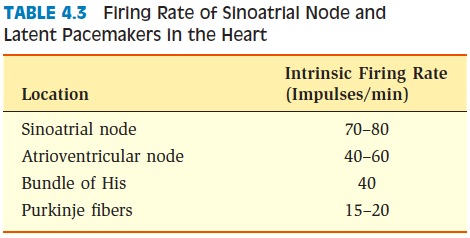 TABLE 4.3 Firing Rate of Sinoatrial Node and
Latent Pacemakers in the Heart
Intrinsic Firing Rate
Location (Impulses/min)
Sinoatrial node 70–80
Atrioventricular node 40–60
Bundle of His 40
Purkinje fibers 15–20